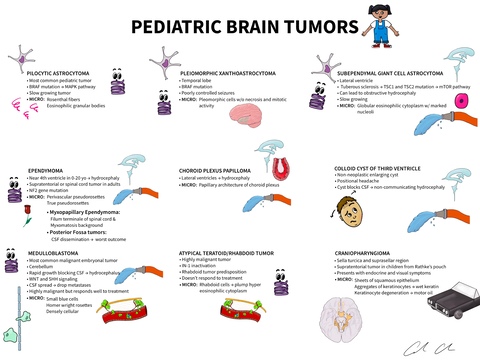 PEDIATRIC BRAIN TUMORS
PILOCYTIC ASTROCYTOMA
• Most common pediatric tumor
• BRAF mutation → MAPK pathway
• Slow growing tumor
• MICRO: Rosenthal fibers
Eosinophilic granular bodies
PLEIOMORPHIC XANTHOASTROCYTOMA
• Temporal lobe
• BRAF mutation
• Poorly controlled seizures
• MICRO: Pleomorphic cells w/o necrosis and mitotic
activity
SUBEPENDYMAL GIANT CELL ASTROCYTOMA
• Lateral ventricle
• Tuberous sclerosis → TSC1 and TSC2 mutation → mTOR pathway
• Can lead to obstructive hydrocephaly
• Slow growing
• MICRO: Globular eosinophilic cytoplasm w/ marked
nucleoli
EPENDYMOMA
• Near 4th ventricle in 0-20 yo → hydrocephaly
• Supratentorial or spinal cord tumor in adults
• NF2 gene mutation
• MICRO: Perivascular pseudorosettes
True pseudorosettes
• Myxopapillary Ependymoma:
Filum terminale of spinal cord &
Myxomatous background
• Posterior Fossa tumors:
CSF dissemination → worst outcome
CHOROID PLEXUS PAPILLOMA
• Lateral ventricles → hydrocephaly
• MICRO: Papillary architecture of choroid plexus
COLLOID CYST OF THIRD VENTRICLE
• Non neoplastic enlarging cyst
• Positional headache
• Cyst blocks CSF → non-communicating hydrocephaly
MEDULLOBLASTOMA
• Most common malignant embryonal tumor
• Cerebellum
• Rapid growth blocking CSF → hydrocephalus
• WNT and SHH signaling
• CSF spread → drop metastasis
• Highly malignant but responds well to treatment
• MICRO: Small blue cells
Homer wright rosettes
Densely cellular
ATYPICAL TERATOID/RHABDOID TUMOR
• Highly malignant tumor
• INI-1 inactivation
• Rhabdoid tumor predisposition
• Doesn't respond to treatment
• MICRO: Rhabdoid cells = plump hyper
eosinophilic cytoplasm
CRANIOPHARYNGIOMA
• Sella turcica and suprasellar region
• Supratentorial tumor in children from Rathke's pouch
• Presents with endocrine and visual symptoms
• MICRO: Sheets of squamous epithelium
Aggregates of keratinocytes → wet keratin
Keratinocyte degeneration → motor oil